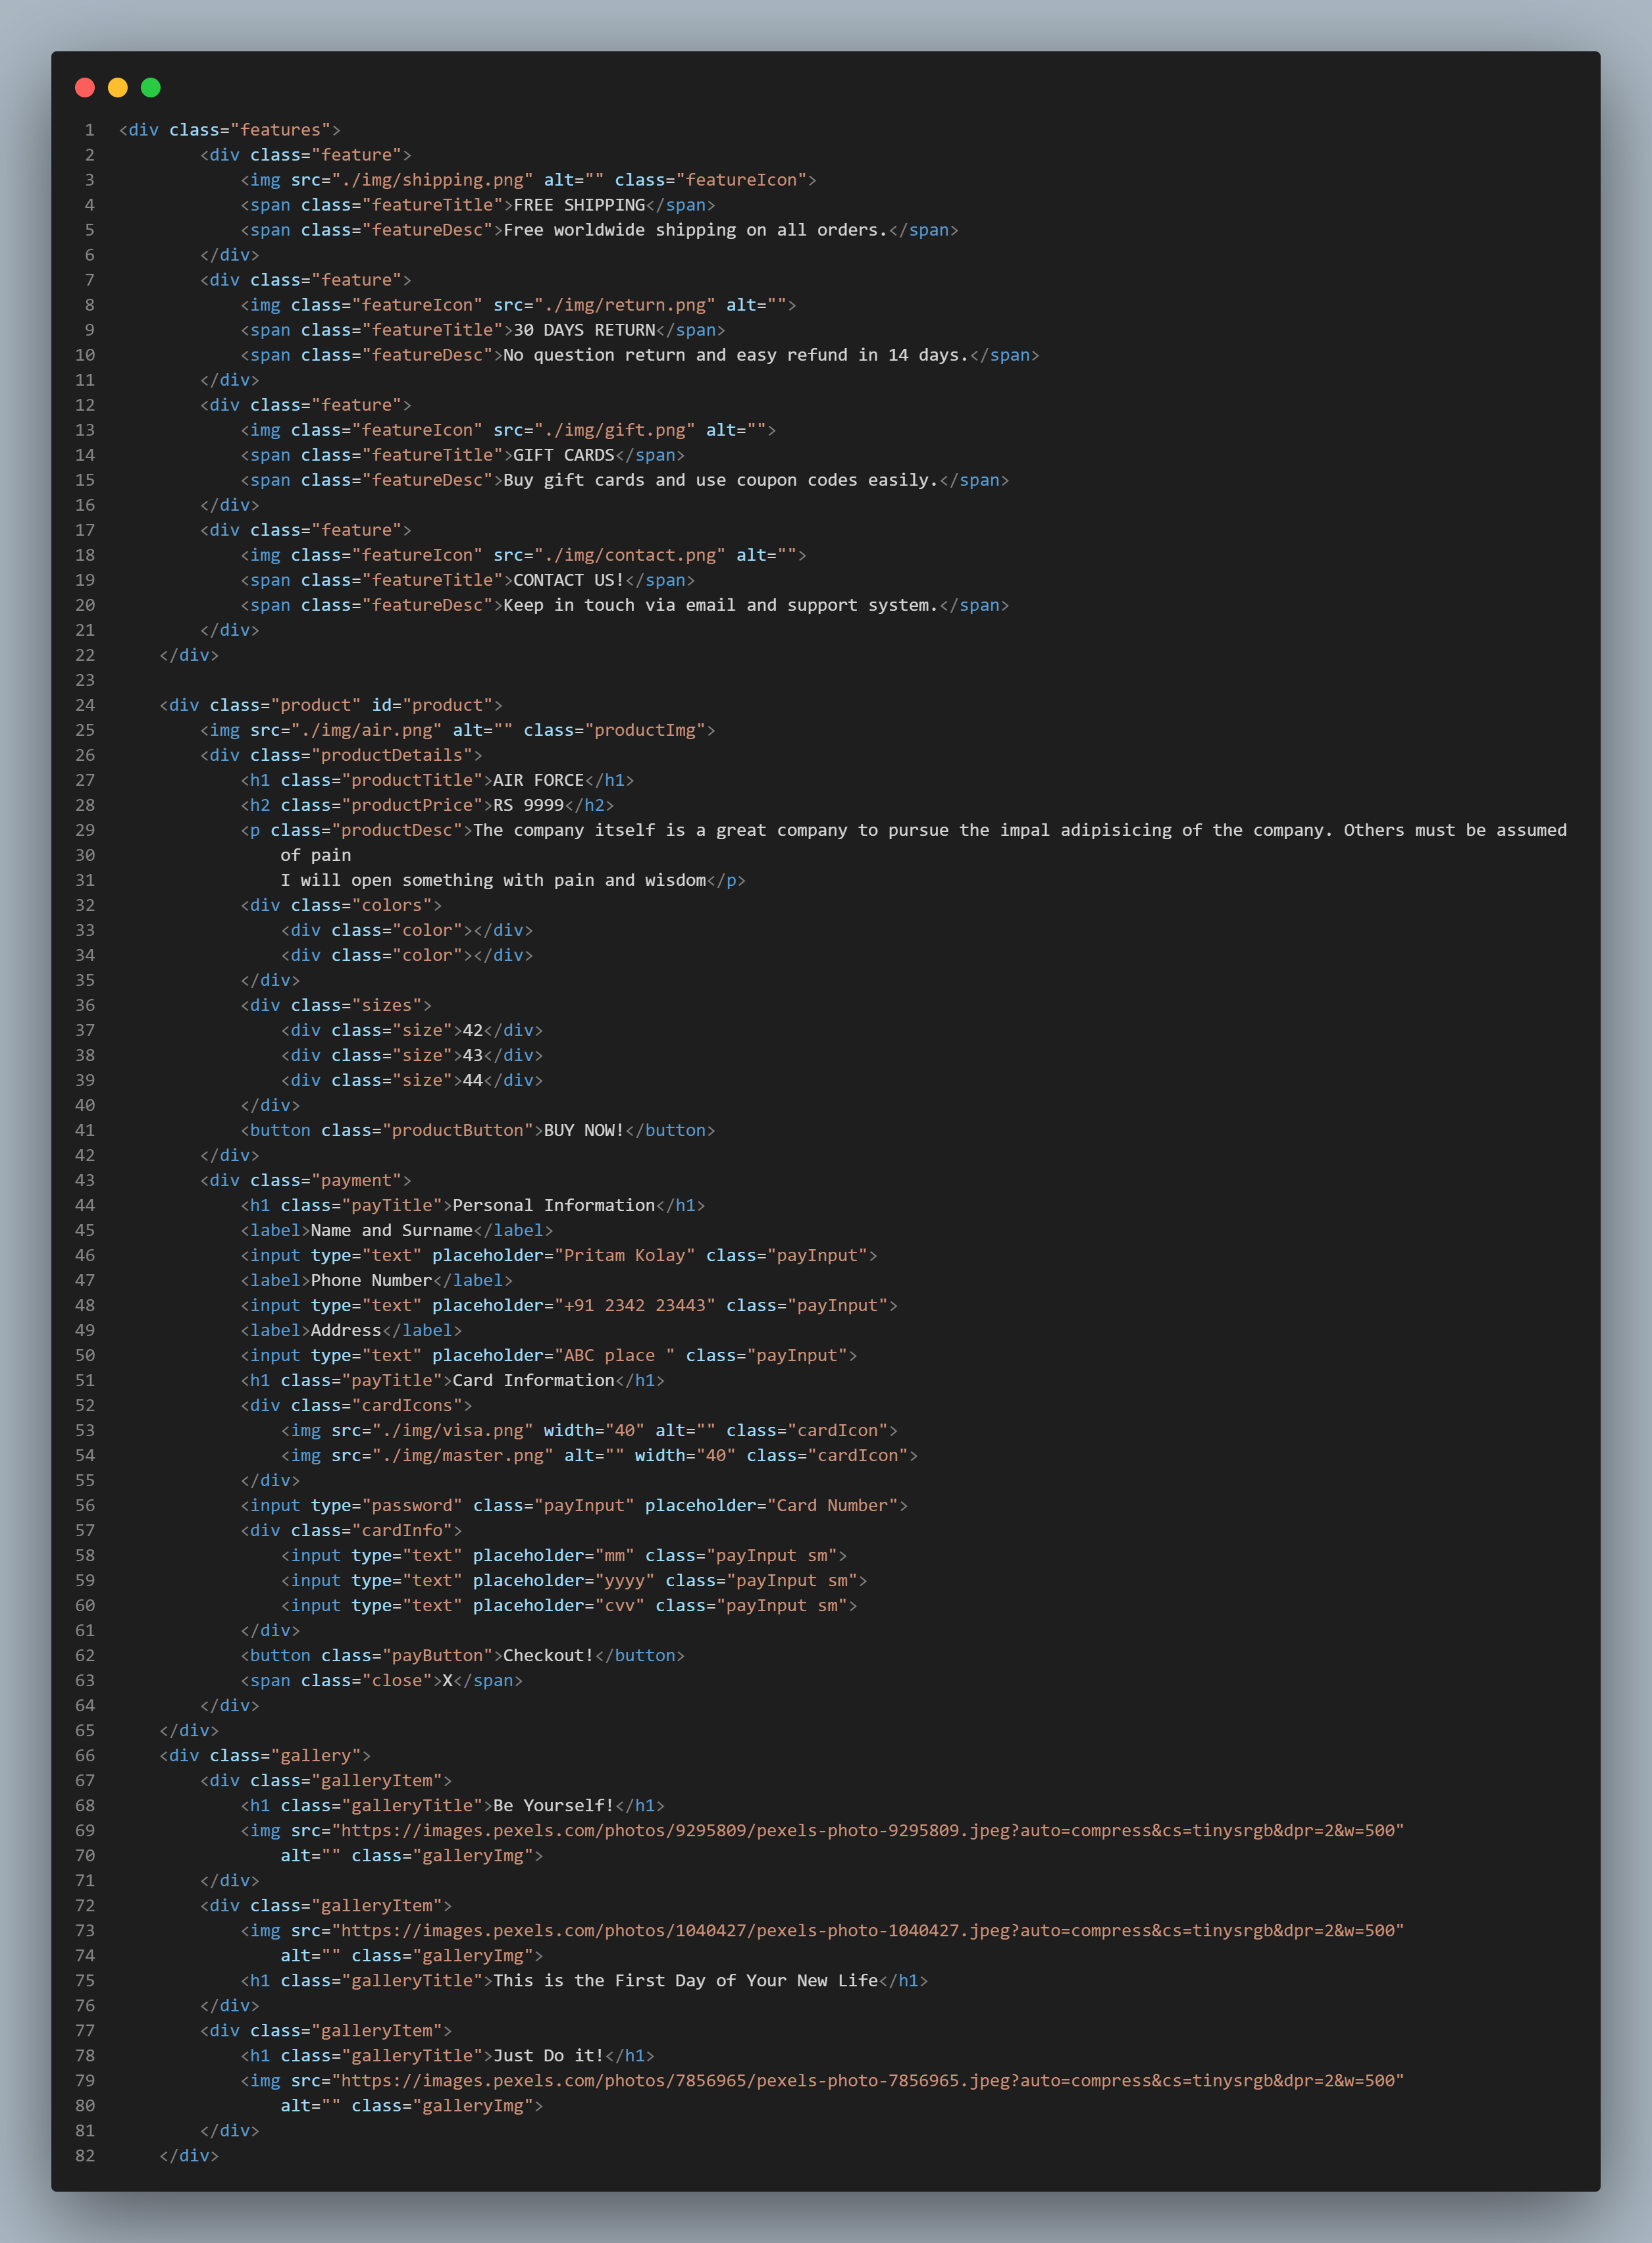 1 <div class="features">
2 <div class="feature">
3 <img src="./img/shipping.png" alt="" class="featureIcon">
4 <span class="featureTitle">FREE SHIPPING</span>
5 <span class="featureDesc">Free worldwide shipping on all orders.</span>
6 </div>
7 <div class="feature">
8 <img class="featureIcon" src="./img/return.png" alt="">
9 <span class="featureTitle">30 DAYS RETURN</span>
10 <span class="featureDesc">No question return and easy refund in 14 days.</span>
11 </div>
12 <div class="feature">
13 <img class="featureIcon" src="./img/gift.png" alt="">
14 <span class="featureTitle">GIFT CARDS</span>
15 <span class="featureDesc">Buy gift cards and use coupon codes easily.</span>
16 </div>
17 <div class="feature">
18 <img class="featureIcon" src="./img/contact.png" alt="">
19 <span class="featureTitle">CONTACT US!</span>
20 <span class="featureDesc">Keep in touch via email and support system.</span>
21 </div>
22 </div>
23
24 <div class="product" id="product">
25 <img src="./img/air.png" alt="" class="productImg">
26 <div class="productDetails">
27 <h1 class="productTitle">AIR FORCE</h1>
28 <h2 class="productPrice">RS 9999</h2>
29 <p class="productDesc">The company itself is a great company to pursue the impal adipisicing of the company. Others must be assumed
30 of pain
31 I will open something with pain and wisdom</p>
32 <div class="colors">
33 <div class="color"></div>
34 <div class="color"></div>
35 </div>
36 <div class="sizes">
37 <div class="size">42</div>
38 <div class="size">43</div>
39 <div class="size">44</div>
40 </div>
41 <button class="productButton">BUY NOW!</button>
42 </div>
43 <div class="payment">
44 <h1 class="payTitle">Personal Information</h1>
45 <label>Name and Surname</label>
46 <input type="text" placeholder="Pritam Kolay" class="payInput">
47 <label>Phone Number</label>
48 <input type="text" placeholder="+91 2342 23443" class="payInput">
49 <label>Address</label>
50 <input type="text" placeholder="ABC place " class="payInput">
51 <h1 class="payTitle">Card Information</h1>
52 <div class="cardIcons">
53 <img src="./img/visa.png" width="40" alt="" class="cardIcon">
54 <img src="./img/master.png" alt="" width="40" class="cardIcon">
55 </div>
56 <input type="password" class="payInput" placeholder="Card Number">
57 <div class="cardInfo">
58 <input type="text" placeholder="mm" class="payInput sm">
59 <input type="text" placeholder="yyyy" class="payInput sm">
60 <input type="text" placeholder="cvv" class="payInput sm">
61 </div>
62 <button class="payButton">Checkout!</button>
63 <span class="close">X</span>
64 </div>
65 </div>
66 <div class="gallery">
67 <div class="galleryItem">
68 <h1 class="galleryTitle">Be Yourself!</h1>
69 <img src="https://images.pexels.com/photos/9295809/pexels-photo-9295809.jpeg?auto=compress&cs=tinysrgb&dpr=2&w=500"
70 alt="" class="galleryImg">
71 </div>
72 <div class="galleryItem">
73 <img src="https://images.pexels.com/photos/1040427/pexels-photo-1040427.jpeg?auto=compress&cs=tinysrgb&dpr=2&w=500"
74 alt="" class="galleryImg">
75 <h1 class="galleryTitle">This is the First Day of Your New Life</h1>
76 </div>
77 <div class="galleryItem">
78 <h1 class="galleryTitle">Just Do it!</h1>
79 <img src="https://images.pexels.com/photos/7856965/pexels-photo-7856965.jpeg?auto=compress&cs=tinysrgb&dpr=2&w=500"
80 alt="" class="galleryImg">
81 </div>
82 </div>